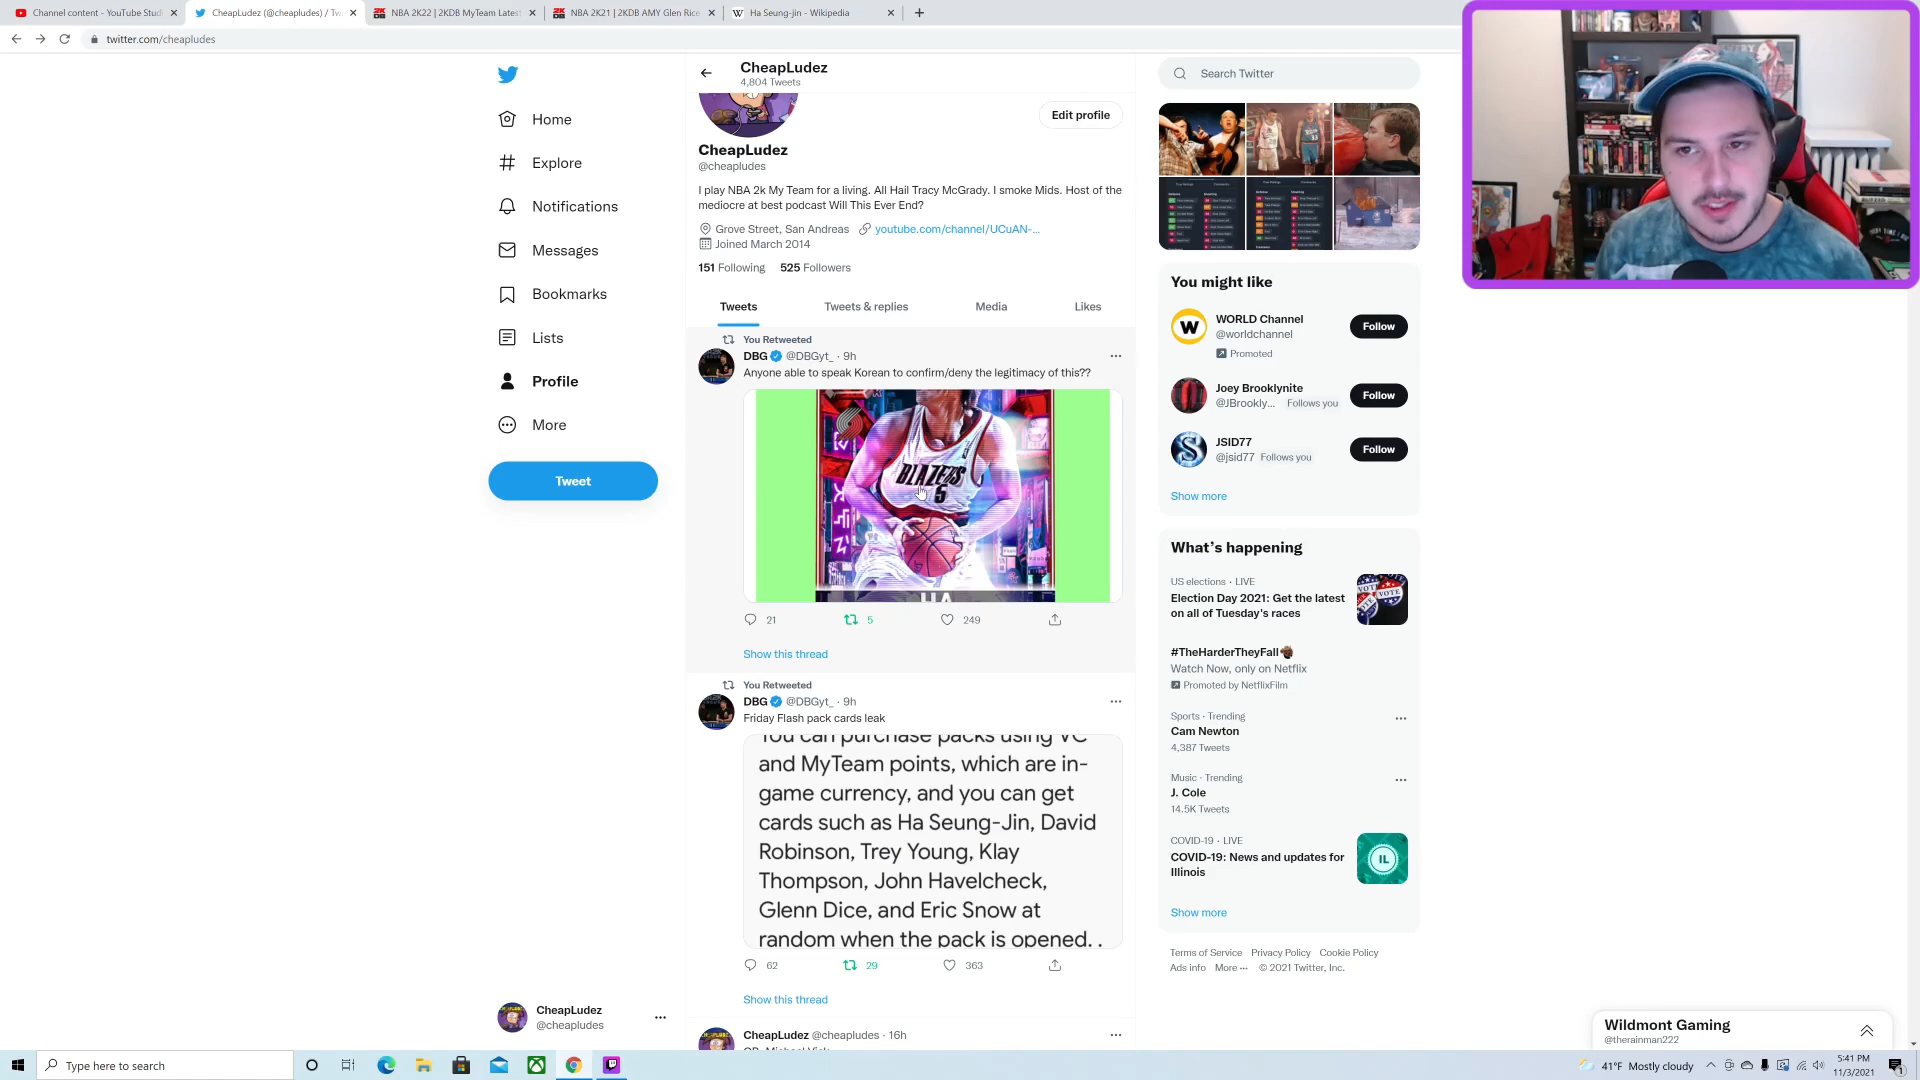 Channel content - YouTube Studi
CheapLudez (@cheapludes) / Tw
NBA 2K22 | 2KDB MyTeam Latest
NBA 2K21 | 2KDB AMY Glen Rice
Ha Seung-jin - Wikipedia
twitter.com/cheapludes
CheapLudez
4,804 Tweets
Search Twitter
Home
Explore
Notifications
Messages
Bookmarks
Lists
Profile
More
Tweet
Edit profile
CheapLudez
@cheapludes
I play NBA 2k My Team for a living. All Hail Tracy McGrady. I smoke Mids. Host of the
mediocre at best podcast Will This Ever End?
Grove Street, San Andreas youtube.com/channel/UCuAN-...
Joined March 2014
151 Following 525 Followers
Tweets Tweets & replies Media Likes
You Retweeted
DBG @DBGyt_ · 9h
Anyone able to speak Korean to confirm/deny the legitimacy of this??
BLAZERS
5
HA
21 5 249
Show this thread
You Retweeted
DBG @DBGyt_ · 9h
Friday Flash pack cards leak
You can purchase packs using VC
and MyTeam points, which are in-
game currency, and you can get
cards such as Ha Seung-Jin, David
Robinson, Trey Young, Klay
Thompson, John Havelcheck,
Glenn Dice, and Eric Snow at
random when the pack is opened. .
62 29 363
Show this thread
CheapLudez @cheapludes · 16h
You might like
WORLD Channel
@worldchannel
Promoted
Follow
Joey Brooklynite
@JBrookly... Follows you
Follow
JSID77
@jsid77 Follows you
Follow
Show more
What's happening
US elections · LIVE
Election Day 2021: Get the latest
on all of Tuesday's races
VOTE
#TheHarderTheyFall
Watch Now, only on Netflix
Promoted by NetflixFilm
Sports · Trending
Cam Newton
4,387 Tweets
Music · Trending
J. Cole
14.5K Tweets
COVID-19 · LIVE
COVID-19: News and updates for
Illinois
IL
Show more
Terms of Service Privacy Policy Cookie Policy
Ads info More ··· © 2021 Twitter, Inc.
CheapLudez
@cheapludes
Wildmont Gaming
@therainman222
Type here to search
41°F Mostly cloudy
5:41 PM
11/3/2021